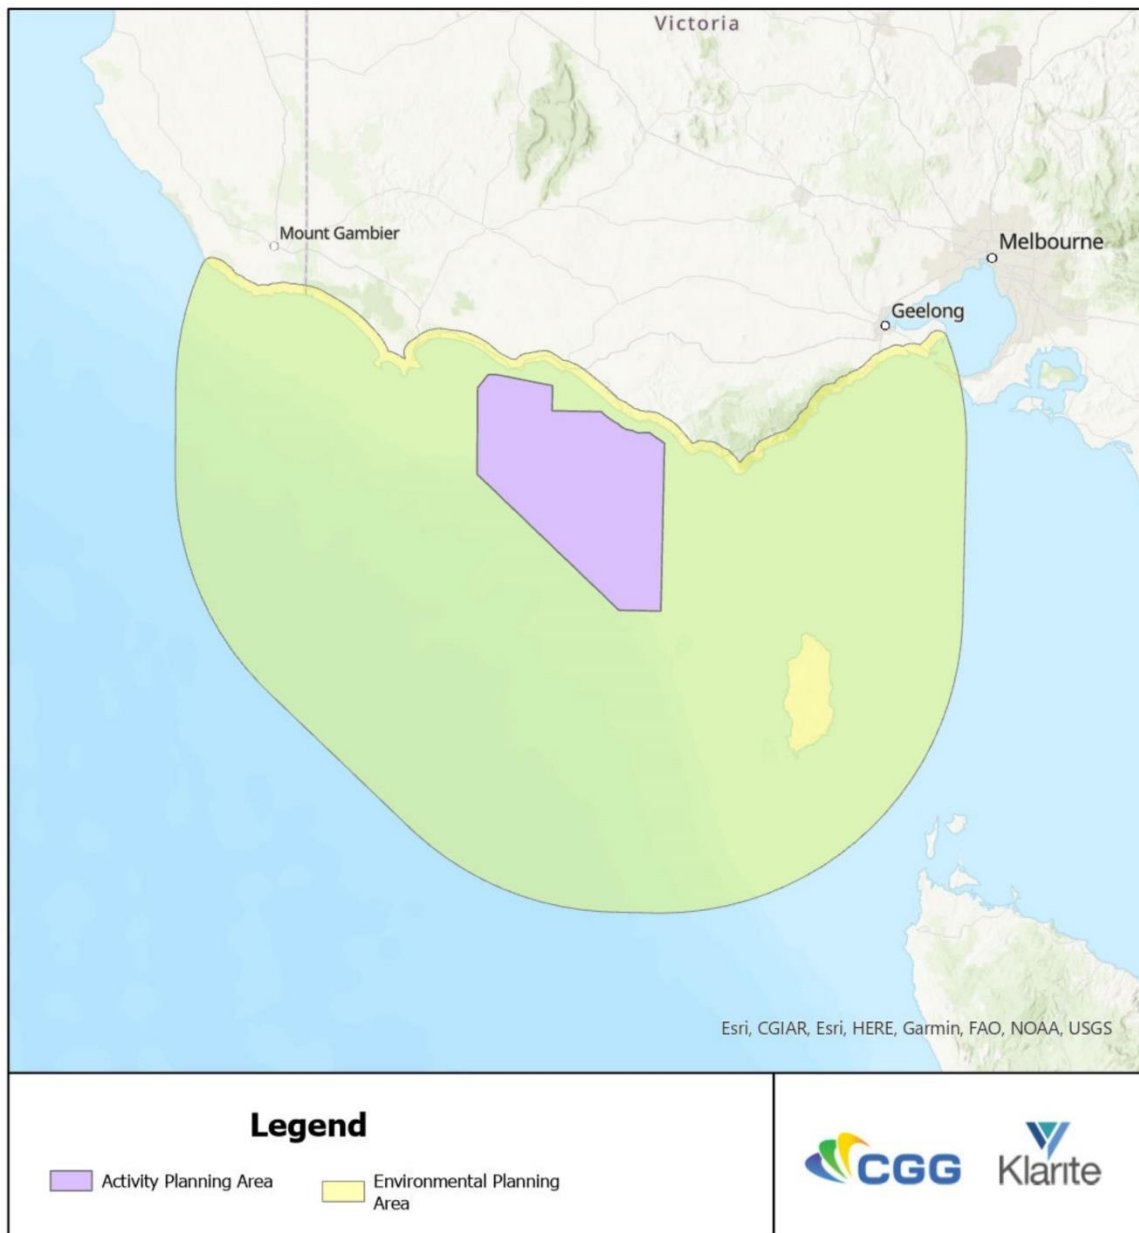 Victoria
Mount Gambier
Melbourne
Geelong
Esri, CGIAR, Esri, HERE, Garmin, FAO, NOAA, USGS
Legend
Activity Planning Area
Environmental Planning
Area
CGG
Klarite